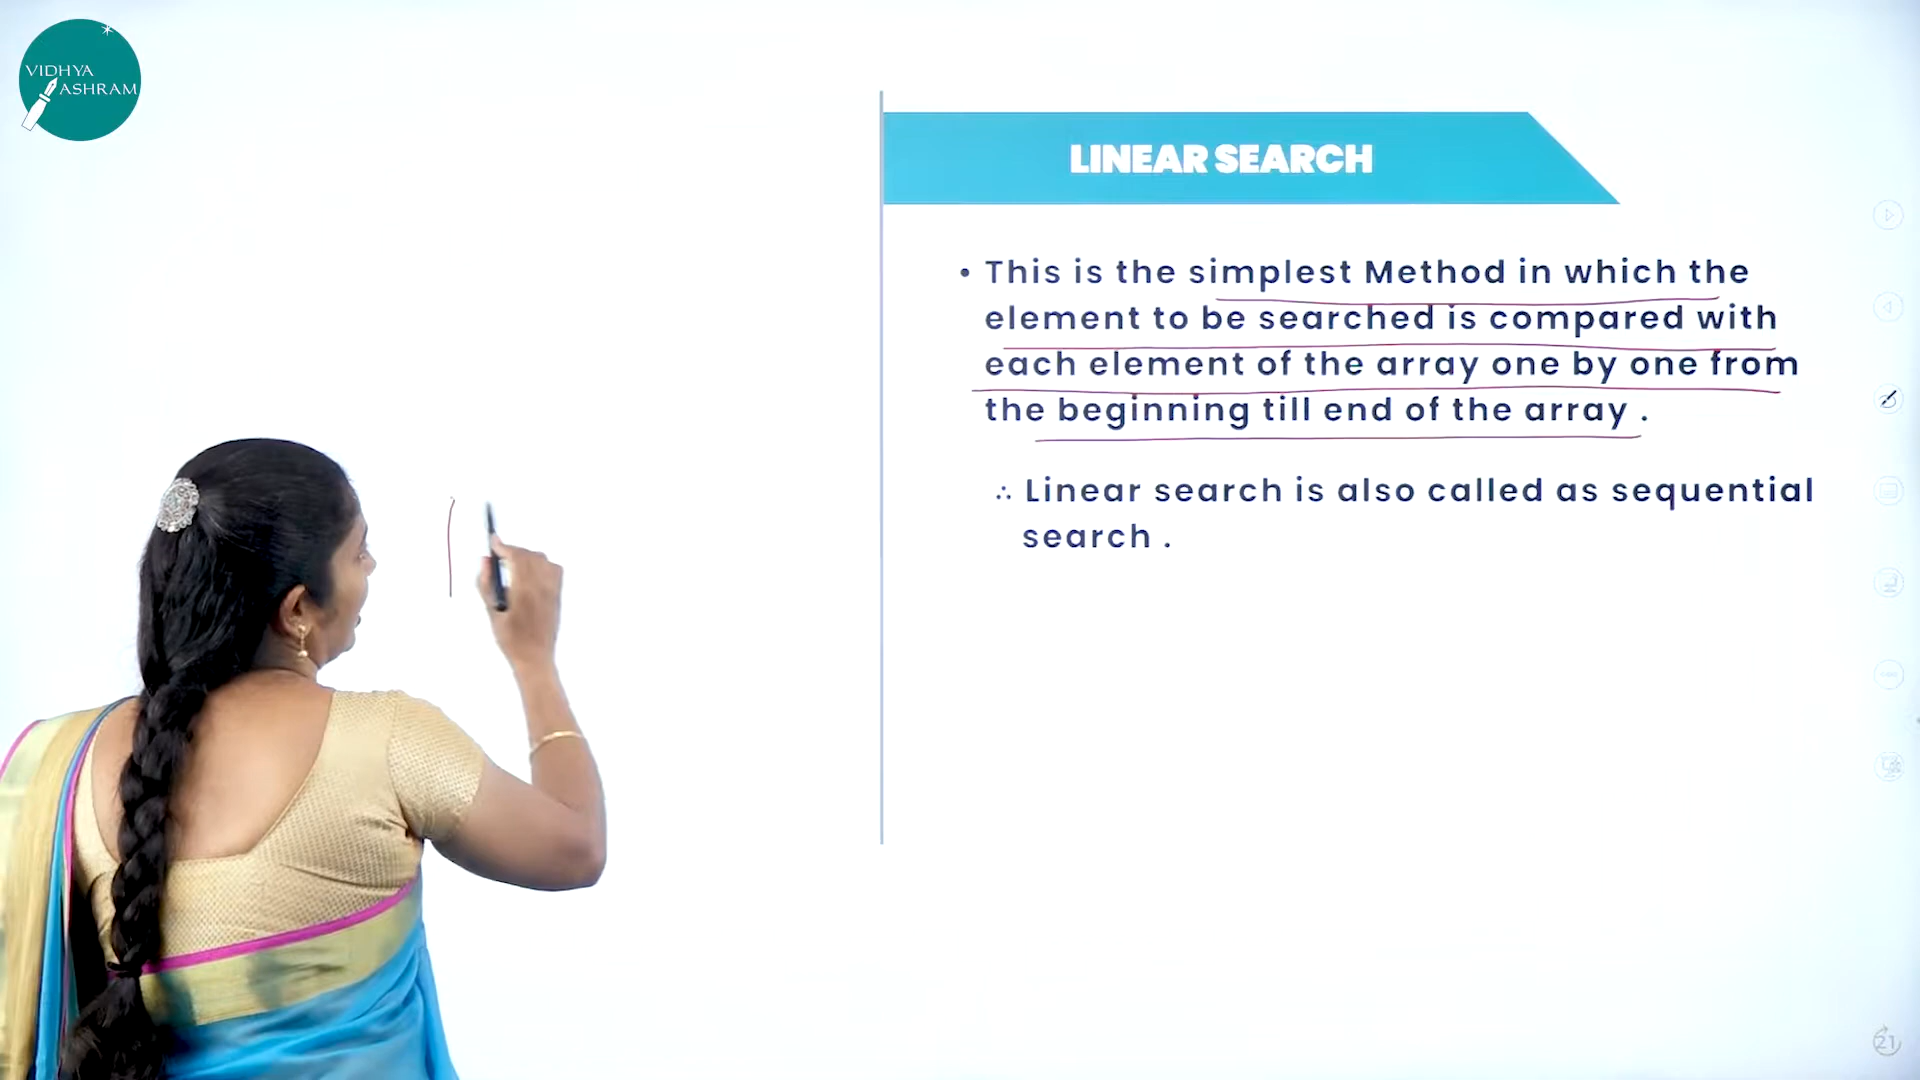 VIDHYA
ASHRAM
LINEAR SEARCH
• This is the simplest Method in which the
element to be searched is compared with
each element of the array one by one from
the beginning till end of the array .
∴ Linear search is also called as sequential
search .
21